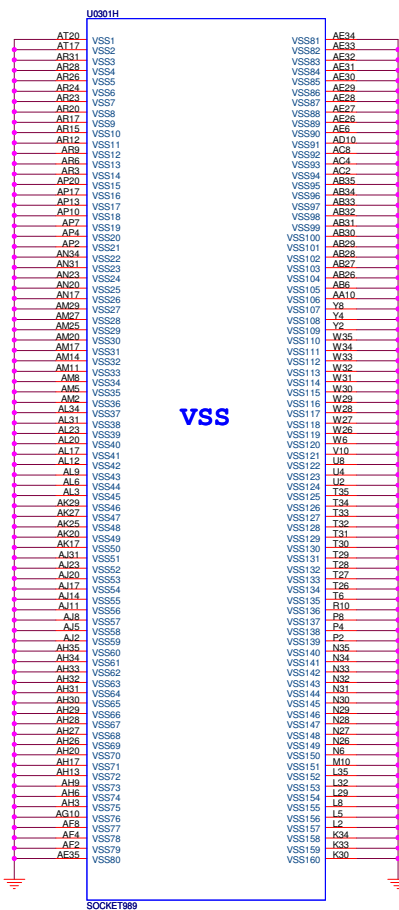 U0301H
AT20 VSS1 VSS81 AE34
AT17 VSS2 VSS82 AE33
AR31 VSS3 VSS83 AE32
AR28 VSS4 VSS84 AE31
AR26 VSS5 VSS85 AE30
AR24 VSS6 VSS86 AE29
AR23 VSS7 VSS87 AE28
AR20 VSS8 VSS88 AE27
AR17 VSS9 VSS89 AE26
AR15 VSS10 VSS90 AE6
AR12 VSS11 VSS91 AD10
AR9 VSS12 VSS92 AC8
AR6 VSS13 VSS93 AC4
AR3 VSS14 VSS94 AC2
AP20 VSS15 VSS95 AB35
AP17 VSS16 VSS96 AB34
AP13 VSS17 VSS97 AB33
AP10 VSS18 VSS98 AB32
AP7 VSS19 VSS99 AB31
AP4 VSS20 VSS100 AB30
AP2 VSS21 VSS101 AB29
AN34 VSS22 VSS102 AB28
AN31 VSS23 VSS103 AB27
AN23 VSS24 VSS104 AB26
AN20 VSS25 VSS105 AB6
AN17 VSS26 VSS106 AA10
AM29 VSS27 VSS107 Y8
AM27 VSS28 VSS108 Y4
AM25 VSS29 VSS109 Y2
AM20 VSS30 VSS110 W35
AM17 VSS31 VSS111 W34
AM14 VSS32 VSS112 W33
AM11 VSS33 VSS113 W32
AM8 VSS34 VSS114 W31
AM5 VSS35 VSS115 W30
AM2 VSS36 VSS116 W29
AL34 VSS37 VSS117 W28
VSS
AL31 VSS38 VSS118 W27
AL23 VSS39 VSS119 W26
AL20 VSS40 VSS120 W6
AL17 VSS41 VSS121 V10
AL12 VSS42 VSS122 U8
AL9 VSS43 VSS123 U4
AL6 VSS44 VSS124 U2
AL3 VSS45 VSS125 T35
AK29 VSS46 VSS126 T34
AK27 VSS47 VSS127 T33
AK25 VSS48 VSS128 T32
AK20 VSS49 VSS129 T31
AK17 VSS50 VSS130 T30
AJ31 VSS51 VSS131 T29
AJ23 VSS52 VSS132 T28
AJ20 VSS53 VSS133 T27
AJ17 VSS54 VSS134 T26
AJ14 VSS55 VSS135 T6
AJ11 VSS56 VSS136 R10
AJ8 VSS57 VSS137 P8
AJ5 VSS58 VSS138 P4
AJ2 VSS59 VSS139 P2
AH35 VSS60 VSS140 N35
AH34 VSS61 VSS141 N34
AH33 VSS62 VSS142 N33
AH32 VSS63 VSS143 N32
AH31 VSS64 VSS144 N31
AH30 VSS65 VSS145 N30
AH29 VSS66 VSS146 N29
AH28 VSS67 VSS147 N28
AH27 VSS68 VSS148 N27
AH26 VSS69 VSS149 N26
AH20 VSS70 VSS150 N6
AH17 VSS71 VSS151 M10
AH13 VSS72 VSS152 L35
AH9 VSS73 VSS153 L32
AH6 VSS74 VSS154 L29
AH3 VSS75 VSS155 L8
AG10 VSS76 VSS156 L5
AF8 VSS77 VSS157 L2
AF4 VSS78 VSS158 K34
AF2 VSS79 VSS159 K33
AE35 VSS80 VSS160 K30
SOCKET989